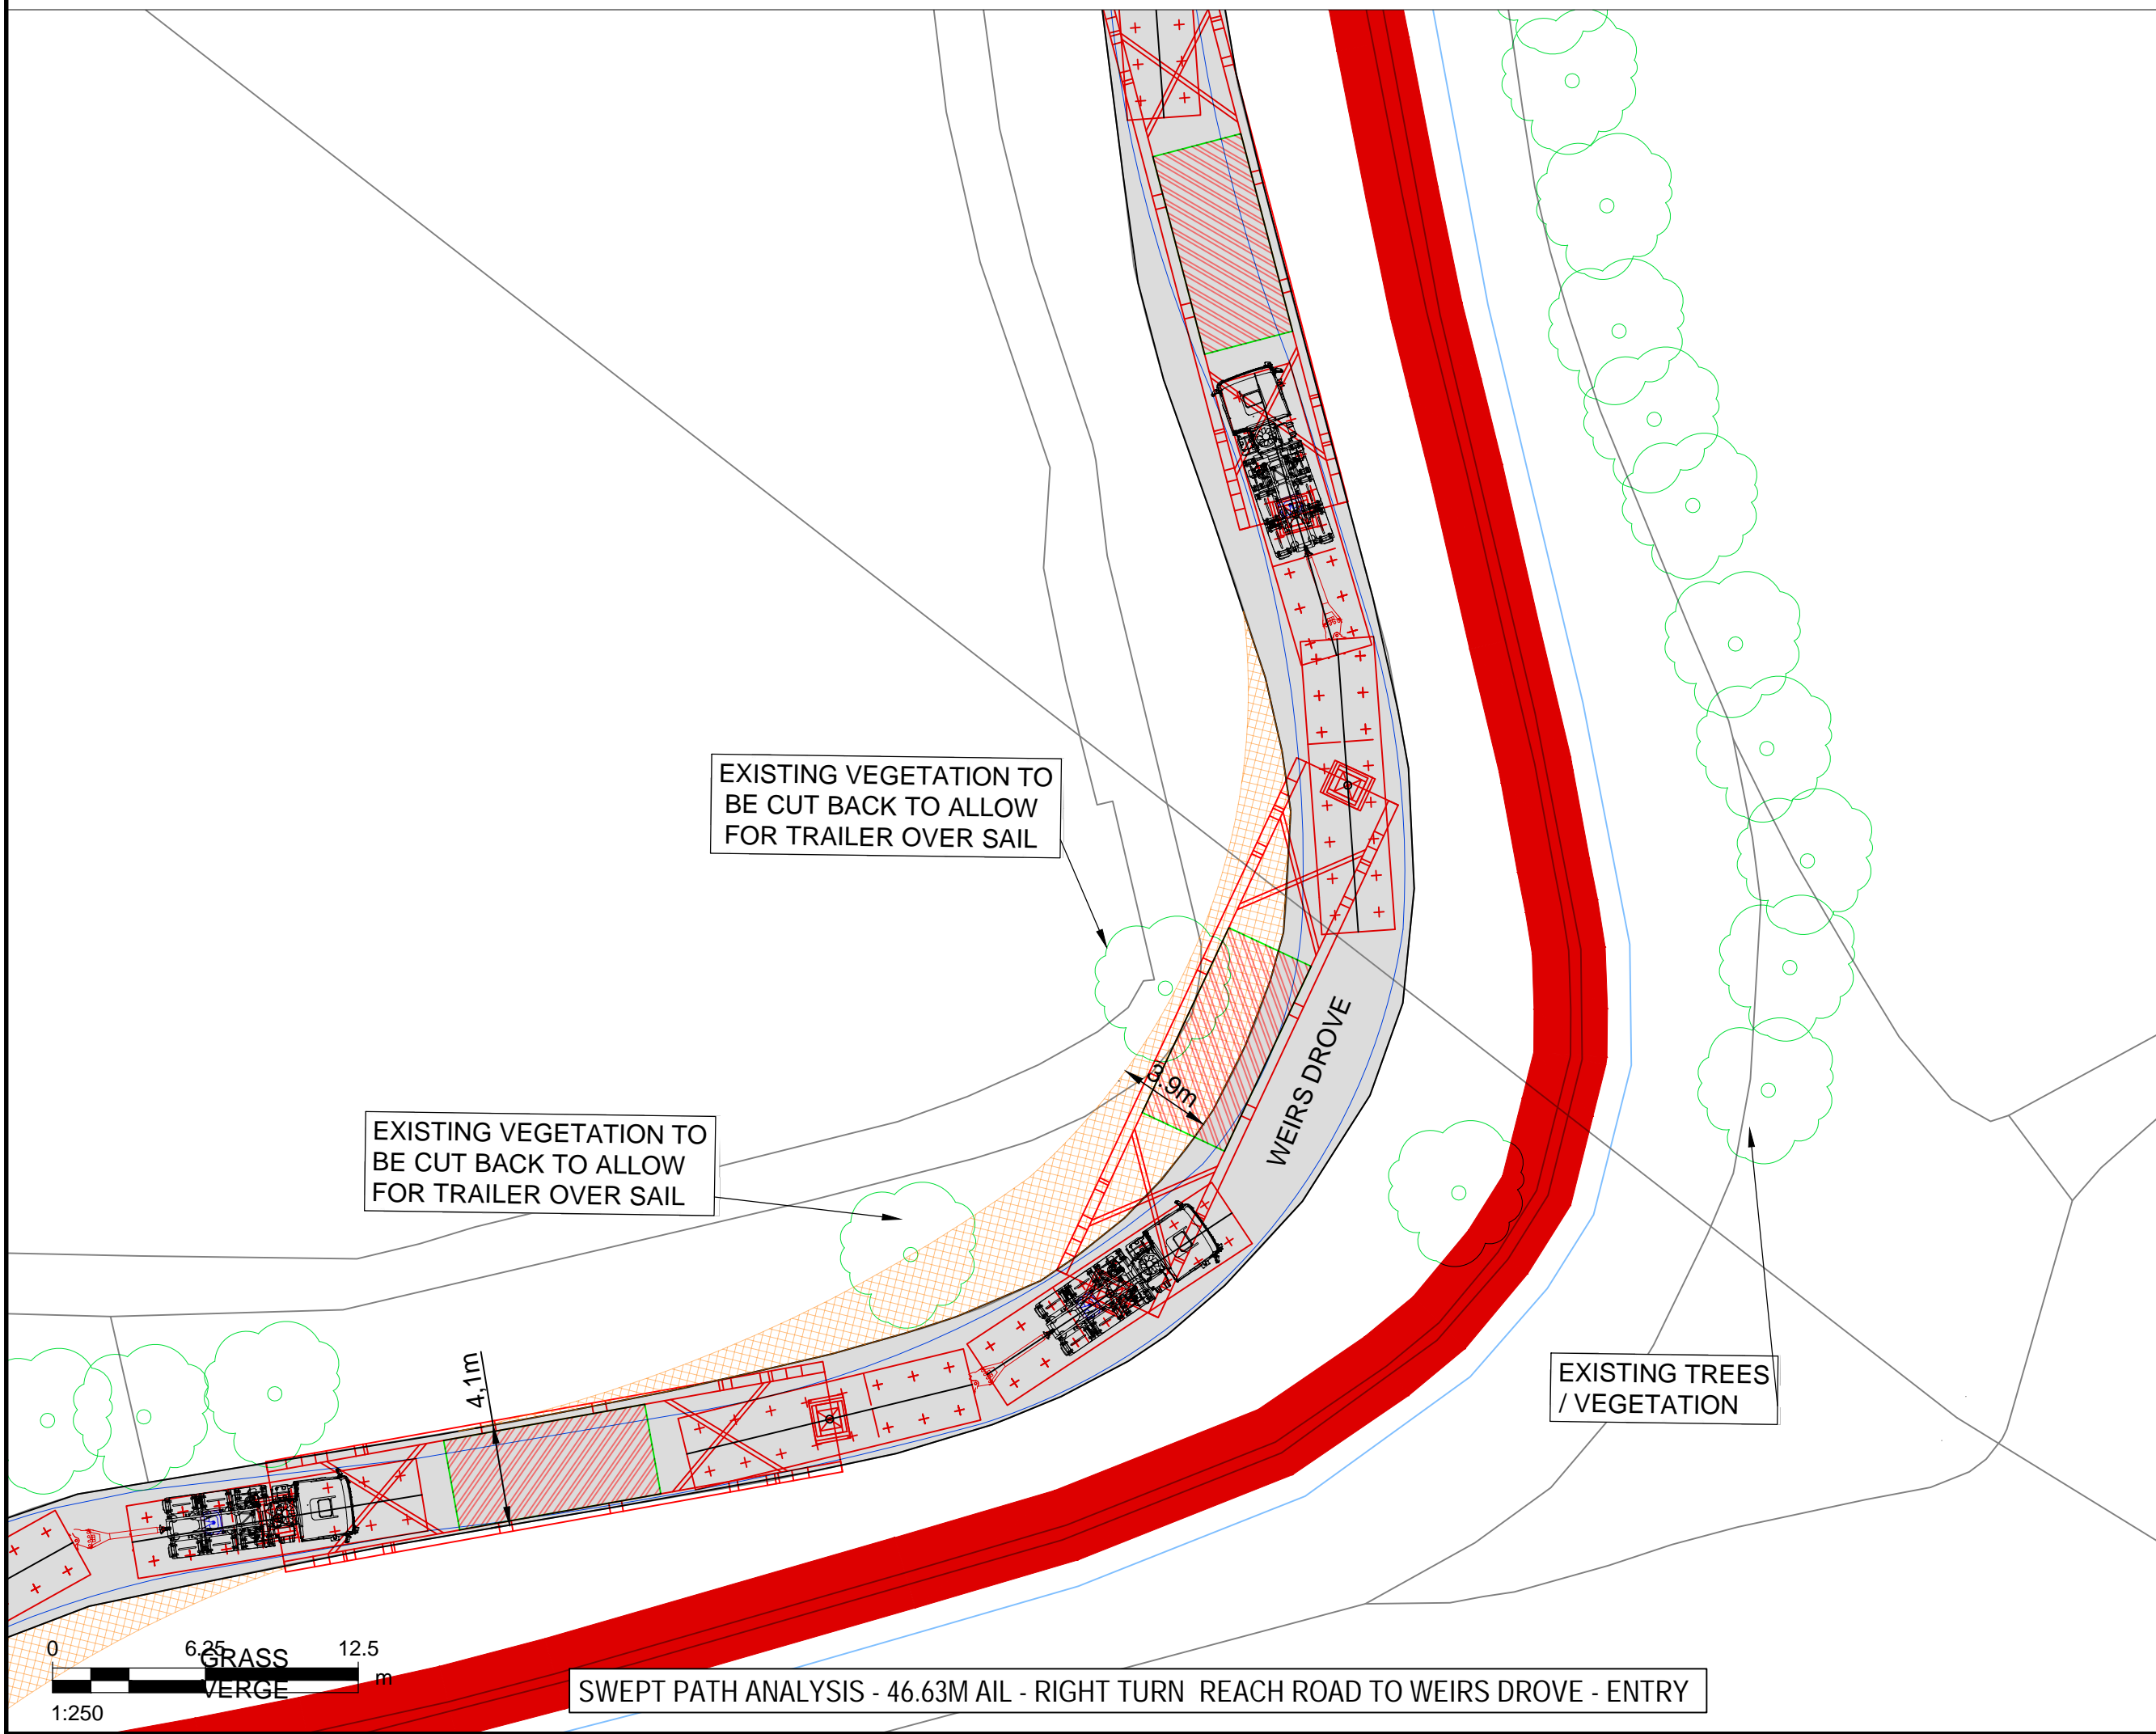 EXISTING VEGETATION TO
BE CUT BACK TO ALLOW
FOR TRAILER OVER SAIL
3.9m
WEIRS DROVE
EXISTING VEGETATION TO
BE CUT BACK TO ALLOW
FOR TRAILER OVER SAIL
4,1m
EXISTING TREES
/ VEGETATION
0 6.25 12.5
GRASS
VERGE
m
1:250
SWEPT PATH ANALYSIS - 46.63M AIL - RIGHT TURN REACH ROAD TO WEIRS DROVE - ENTRY